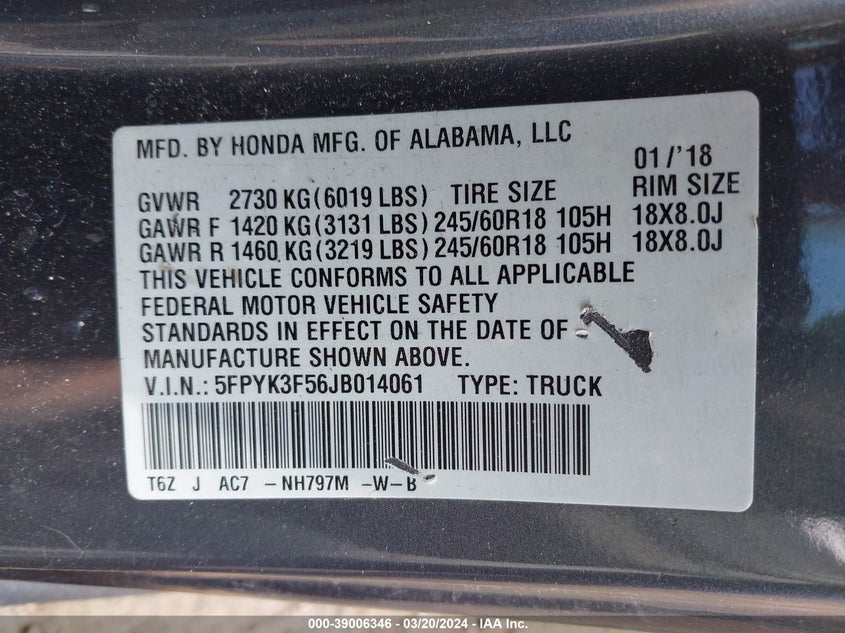 MFD. BY HONDA MFG. OF ALABAMA, LLC
01/'18
GVWR 2730 KG(6019 LBS) TIRE SIZE RIM SIZE
GAWR F 1420 KG(3131 LBS) 245/60R18 105H 18X8.0J
GAWR R 1460 KG(3219 LBS) 245/60R18 105H 18X8.0J
THIS VEHICLE CONFORMS TO ALL APPLICABLE
FEDERAL MOTOR VEHICLE SAFETY
STANDARDS IN EFFECT ON THE DATE OF
MANUFACTURE SHOWN ABOVE.
V.I.N.: 5FPYK3F56JB014061 TYPE: TRUCK
T6Z J AC7 -NH797M -W-B
000-39006346 - 03/20/2024 - IAA Inc.